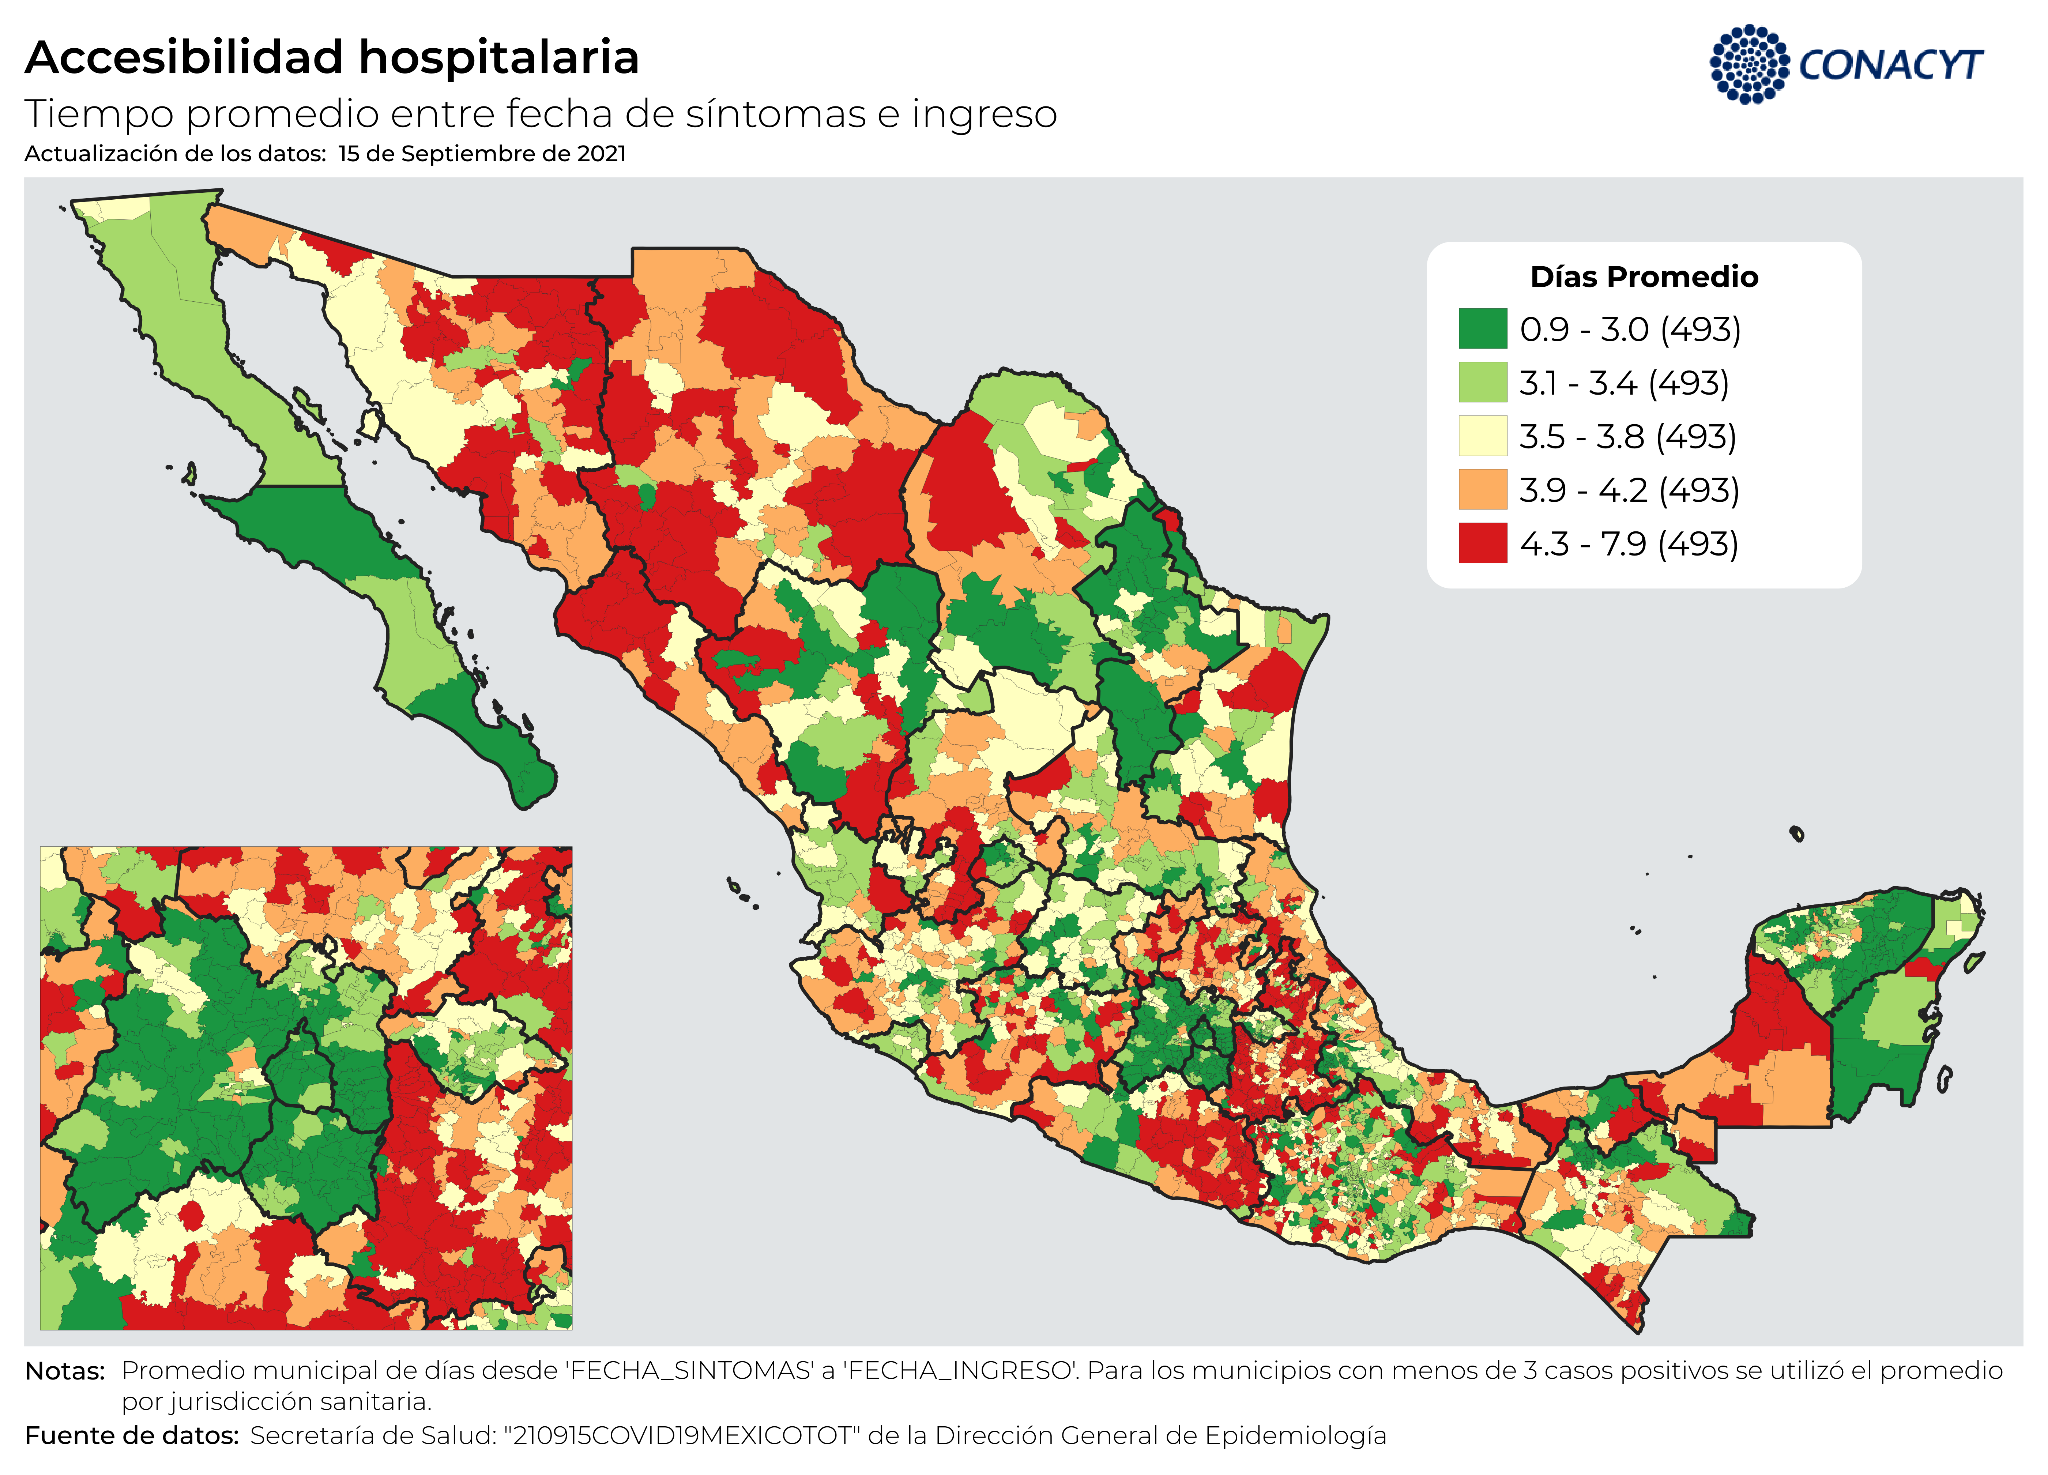 Accesibilidad hospitalaria
CONACYT
Tiempo promedio entre fecha de síntomas e ingreso
Actualización de los datos: 15 de Septiembre de 2021
Días Promedio
0.9 - 3.0 (493)
3.1 - 3.4 (493)
3.5 - 3.8 (493)
3.9 - 4.2 (493)
4.3 - 7.9 (493)
Notas: Promedio municipal de días desde 'FECHA_SINTOMAS' a 'FECHA_INGRESO'. Para los municipios con menos de 3 casos positivos se utilizó el promedio
por jurisdicción sanitaria.
Fuente de datos: Secretaría de Salud: "210915COVID19MEXICOTOT" de la Dirección General de Epidemiología